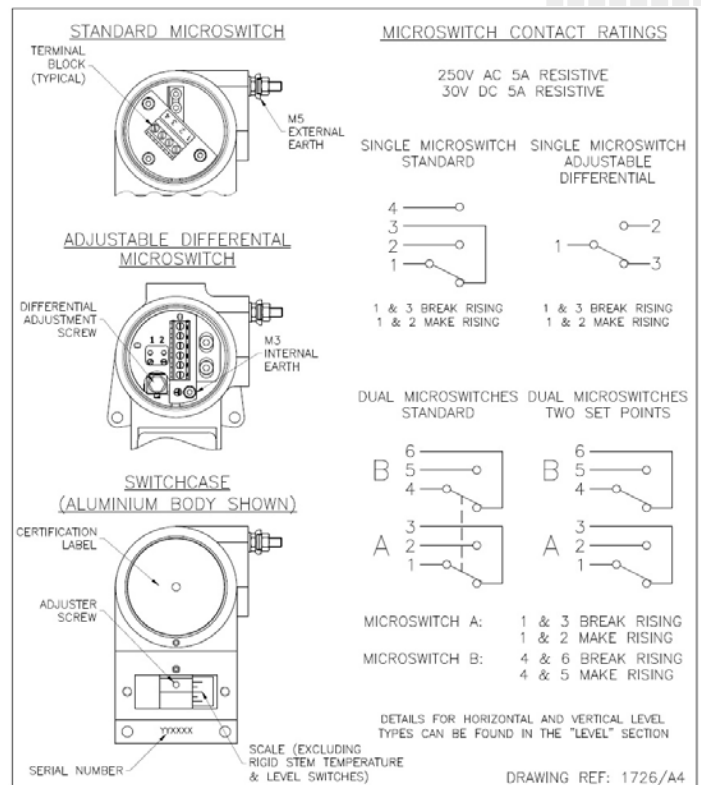 STANDARD MICROSWITCH
TERMINAL
BLOCK
(TYPICAL)
4 3 2 1
M5
EXTERNAL
EARTH
ADJUSTABLE DIFFERENTAL
MICROSWITCH
DIFFERENTIAL
ADJUSTMENT
SCREW
1 2
M3
INTERNAL
EARTH
SWITCHCASE
(ALUMINIUM BODY SHOWN)
CERTIFICATION
LABEL
ADJUSTER
SCREW
YYXXXX
SERIAL NUMBER
SCALE (EXCLUDING
RIGID STEM TEMPERATURE
& LEVEL SWITCHES)
MICROSWITCH CONTACT RATINGS
250V AC 5A RESISTIVE
30V DC 5A RESISTIVE
SINGLE MICROSWITCH
STANDARD
4
3
2
1
1 & 3 BREAK RISING
1 & 2 MAKE RISING
SINGLE MICROSWITCH
ADJUSTABLE
DIFFERENTIAL
2
1
3
1 & 3 BREAK RISING
1 & 2 MAKE RISING
DUAL MICROSWITCHES
STANDARD
6
B 5
4
3
A 2
1
DUAL MICROSWITCHES
TWO SET POINTS
6
B 5
4
3
A 2
1
MICROSWITCH A: 1 & 3 BREAK RISING
1 & 2 MAKE RISING
MICROSWITCH B: 4 & 6 BREAK RISING
4 & 5 MAKE RISING
DETAILS FOR HORIZONTAL AND VERTICAL LEVEL
TYPES CAN BE FOUND IN THE "LEVEL" SECTION
DRAWING REF: 1726/A4